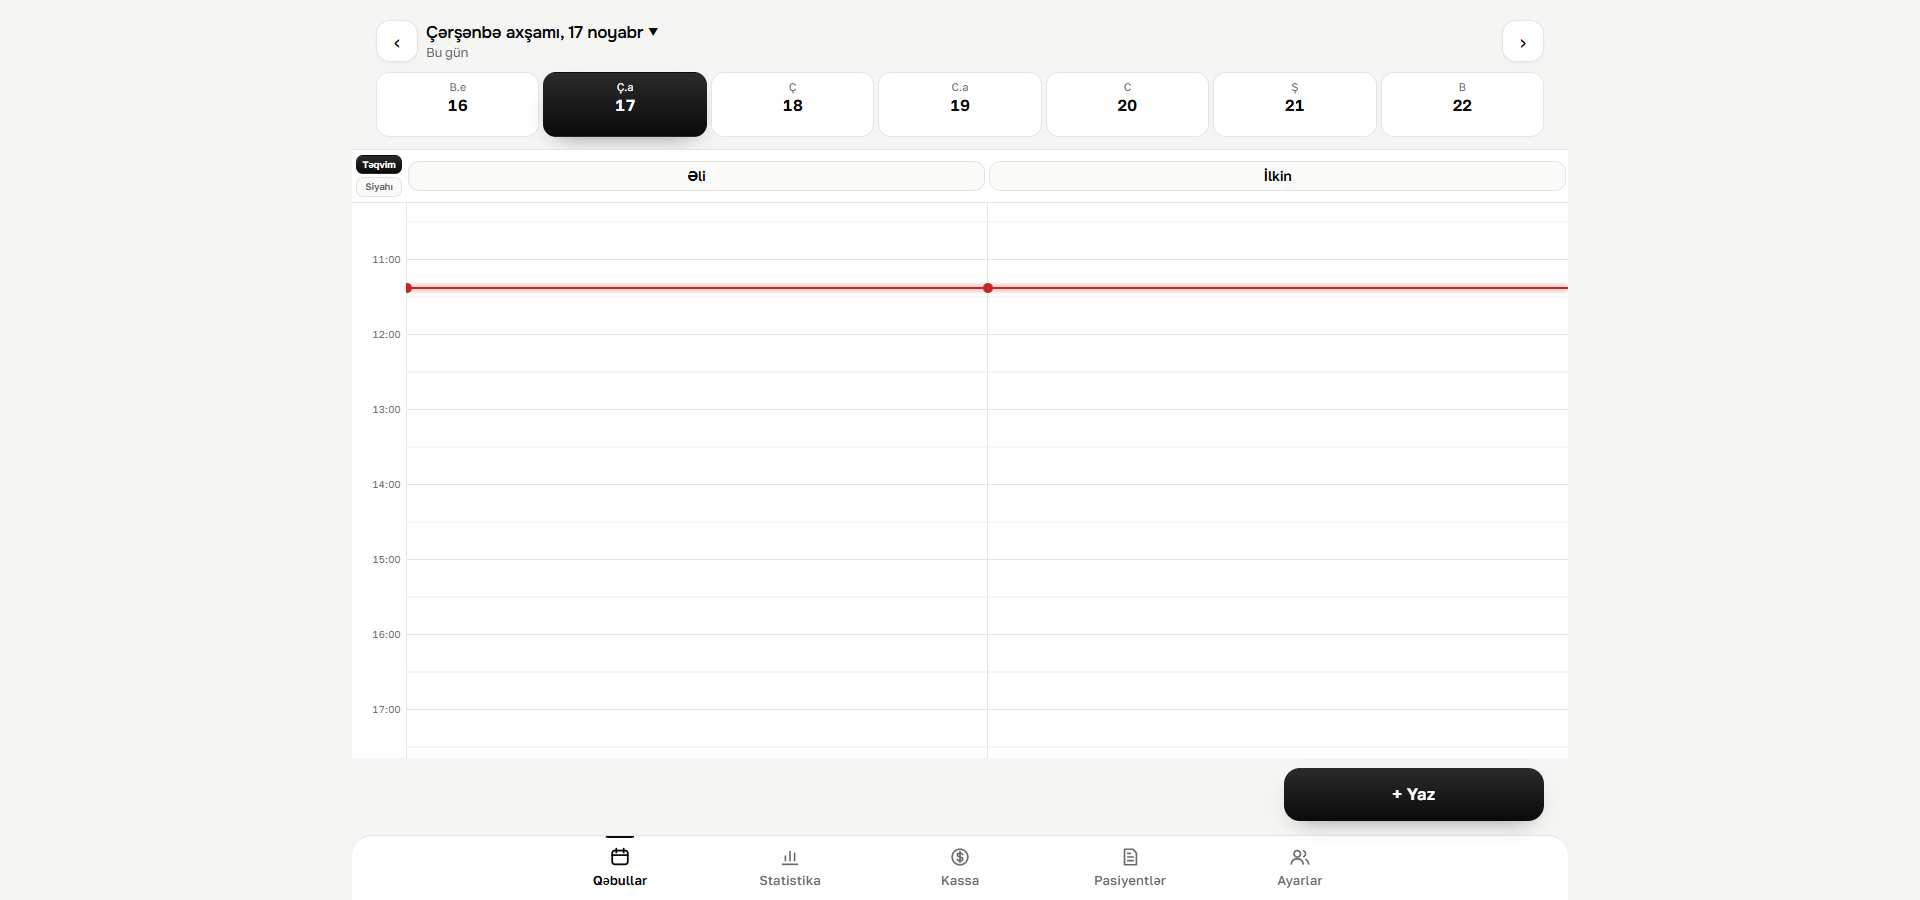 ‹
Çərşənbə axşamı, 17 noyabr ▼
Bu gün
›
B.e
16
Ç.a
17
Ç
18
C.a
19
C
20
Ş
21
B
22
Təqvim
Siyahı
Əli
İlkin
11:00
12:00
13:00
14:00
15:00
16:00
17:00
+ Yaz
Qəbullar
Statistika
Kassa
Pasiyentlər
Ayarlar